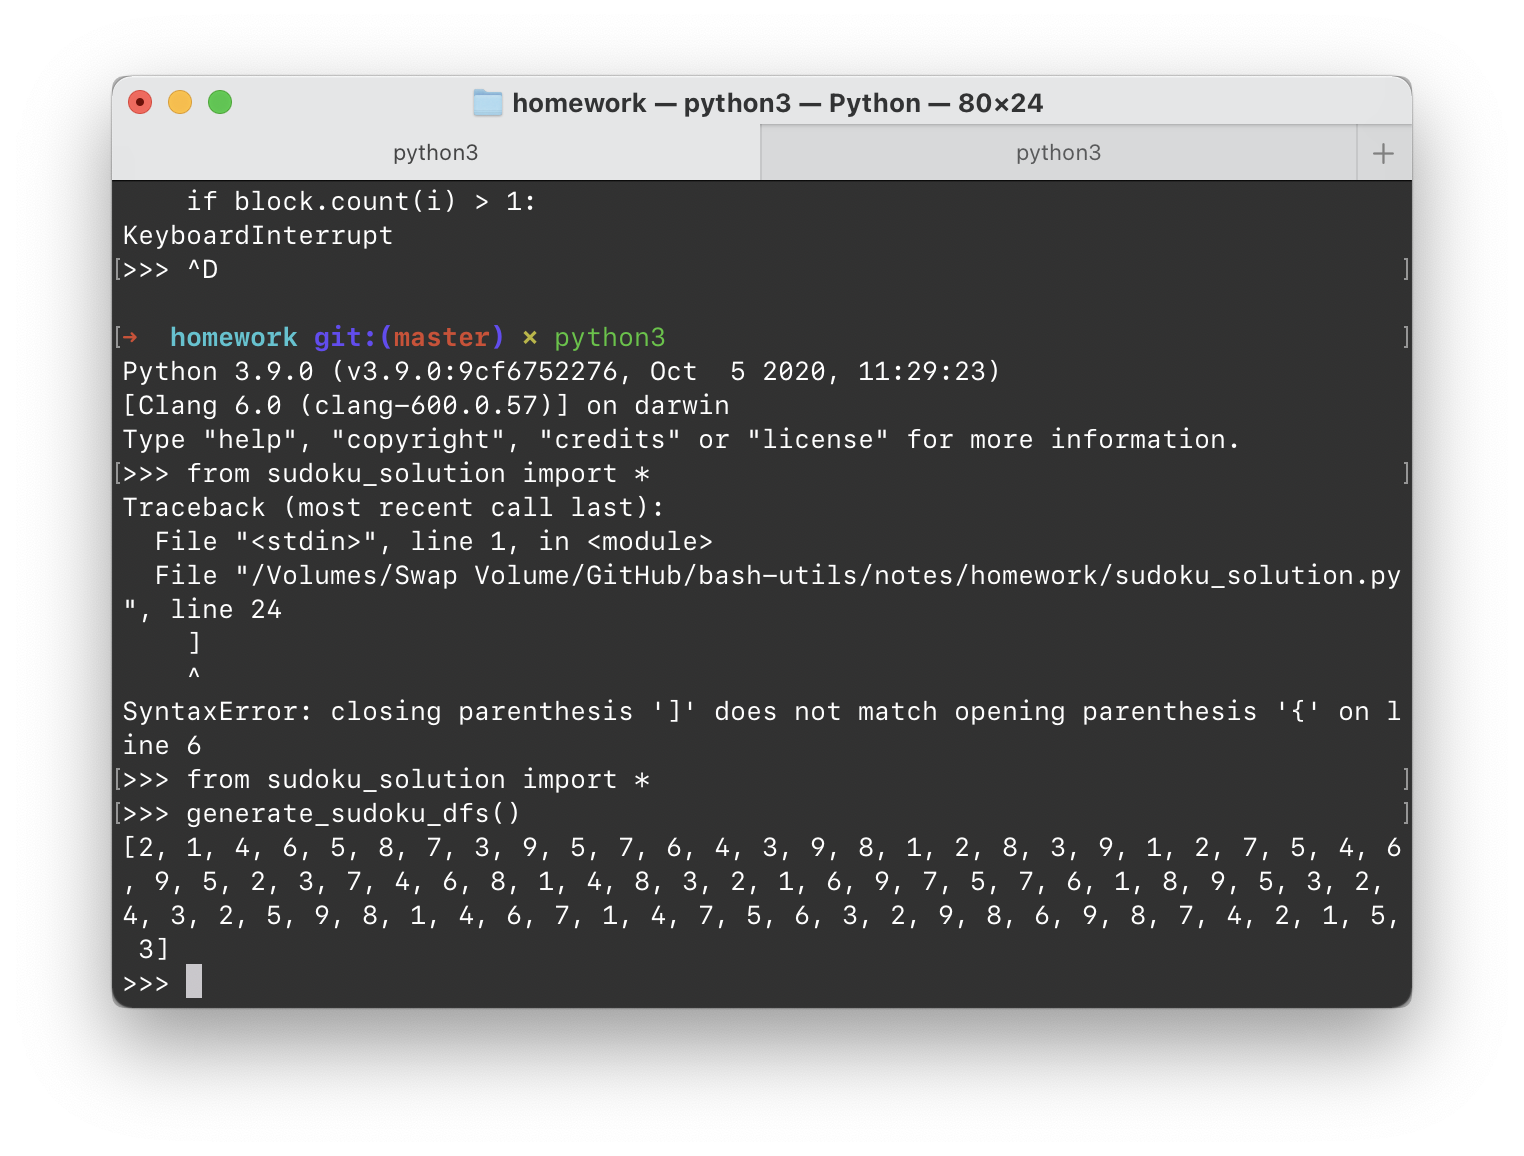 homework — python3 — Python — 80×24
python3
python3
+
    if block.count(i) > 1:
KeyboardInterrupt
[>>> ^D ]
[➜  homework git:(master) × python3 ]
Python 3.9.0 (v3.9.0:9cf6752276, Oct  5 2020, 11:29:23)
[Clang 6.0 (clang-600.0.57)] on darwin
Type "help", "copyright", "credits" or "license" for more information.
[>>> from sudoku_solution import * ]
Traceback (most recent call last):
  File "<stdin>", line 1, in <module>
  File "/Volumes/Swap Volume/GitHub/bash-utils/notes/homework/sudoku_solution.py
", line 24
    ]
    ^
SyntaxError: closing parenthesis ']' does not match opening parenthesis '{' on l
ine 6
[>>> from sudoku_solution import * ]
[>>> generate_sudoku_dfs() ]
[2, 1, 4, 6, 5, 8, 7, 3, 9, 5, 7, 6, 4, 3, 9, 8, 1, 2, 8, 3, 9, 1, 2, 7, 5, 4, 6
, 9, 5, 2, 3, 7, 4, 6, 8, 1, 4, 8, 3, 2, 1, 6, 9, 7, 5, 7, 6, 1, 8, 9, 5, 3, 2,
4, 3, 2, 5, 9, 8, 1, 4, 6, 7, 1, 4, 7, 5, 6, 3, 2, 9, 8, 6, 9, 8, 7, 4, 2, 1, 5,
 3]
>>>